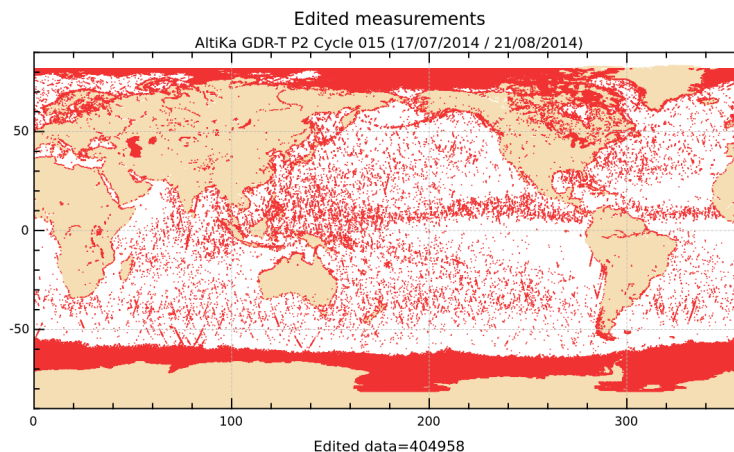 Edited measurements
AltiKa GDR-T P2 Cycle 015 (17/07/2014 / 21/08/2014)
50
0
-50
0 100 200 300
Edited data=404958